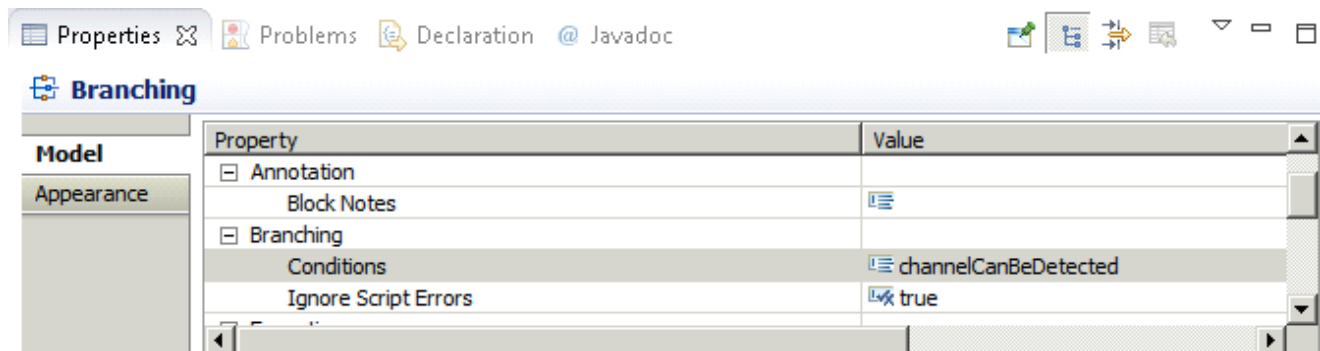 Properties Problems Declaration @ Javadoc
Branching
Model
Appearance
Property Value
Annotation
Block Notes
Branching
Conditions channelCanBeDetected
Ignore Script Errors true